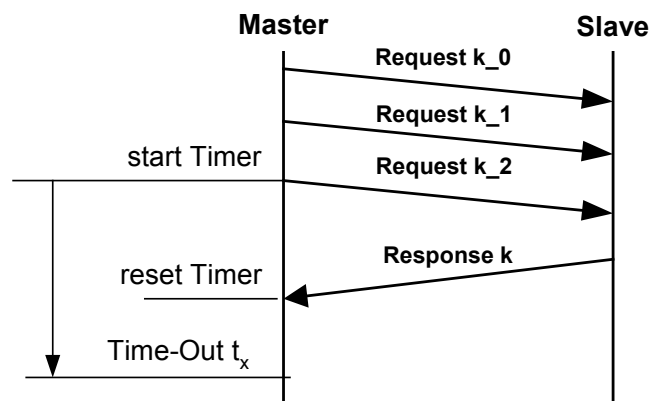 Master
Slave
Request k_0
Request k_1
start Timer
Request k_2
Response k
reset Timer
Time-Out tx